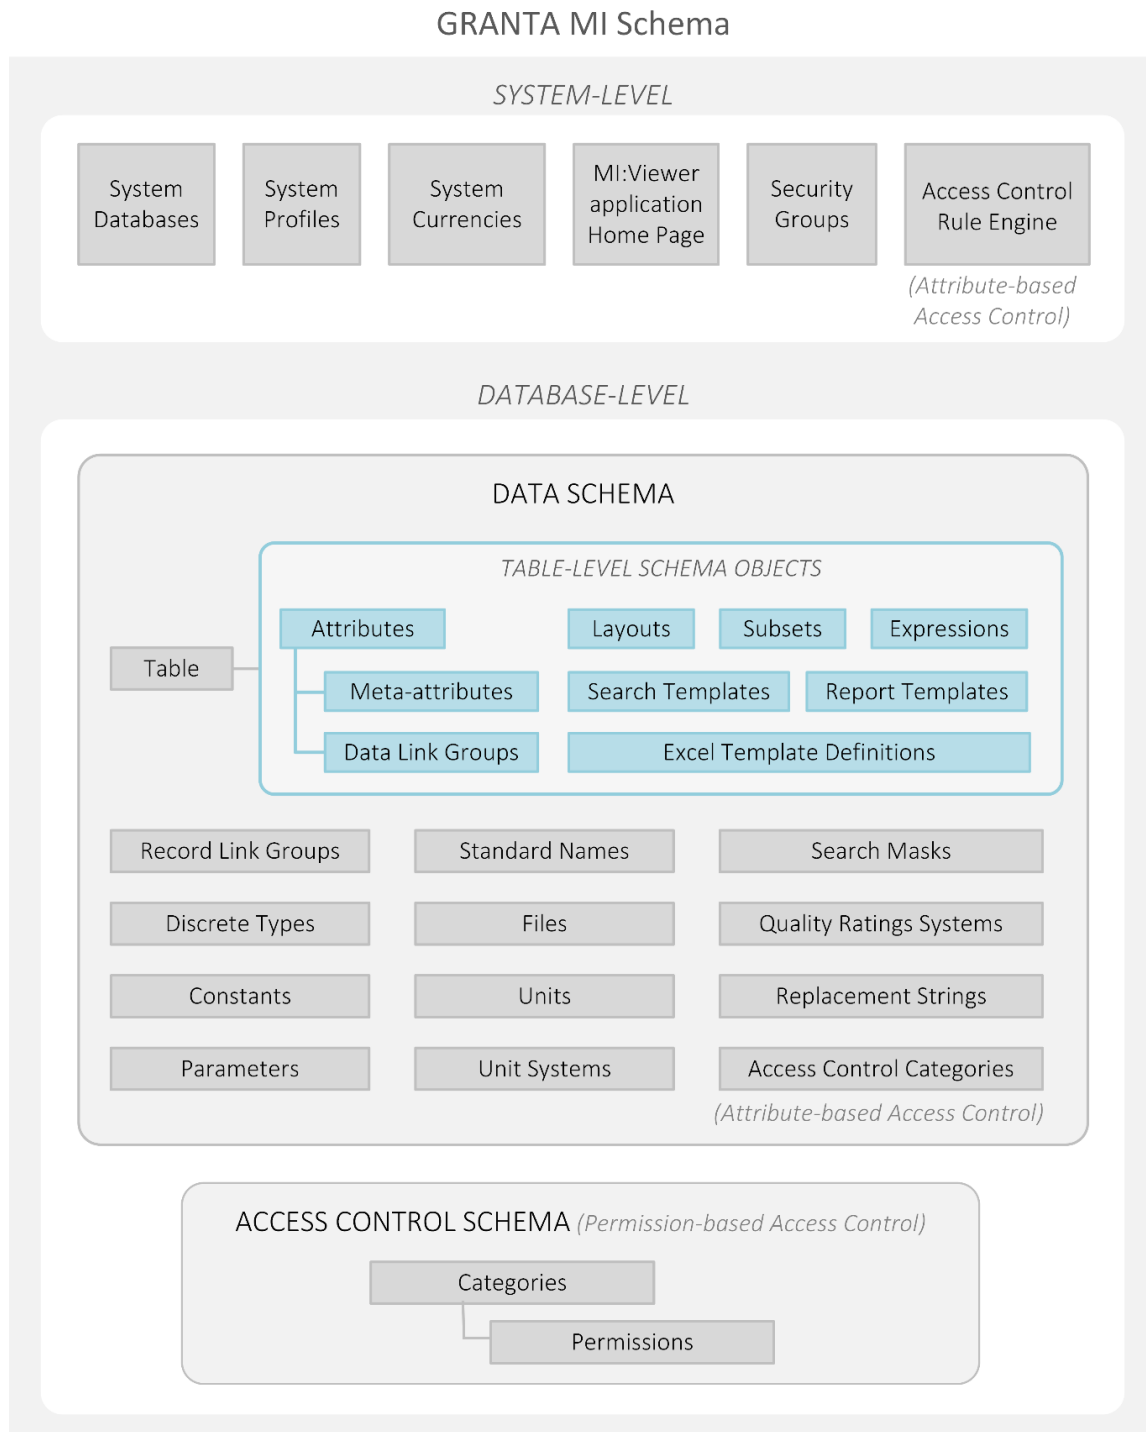 GRANTA MI Schema
SYSTEM-LEVEL
System
Databases
System
Profiles
System
Currencies
MI:Viewer
application
Home Page
Security
Groups
Access Control
Rule Engine
(Attribute-based
Access Control)
DATABASE-LEVEL
DATA SCHEMA
TABLE-LEVEL SCHEMA OBJECTS
Table
Attributes
Layouts
Subsets
Expressions
Meta-attributes
Search Templates
Report Templates
Data Link Groups
Excel Template Definitions
Record Link Groups
Standard Names
Search Masks
Discrete Types
Files
Quality Ratings Systems
Constants
Units
Replacement Strings
Parameters
Unit Systems
Access Control Categories
(Attribute-based Access Control)
ACCESS CONTROL SCHEMA (Permission-based Access Control)
Categories
Permissions